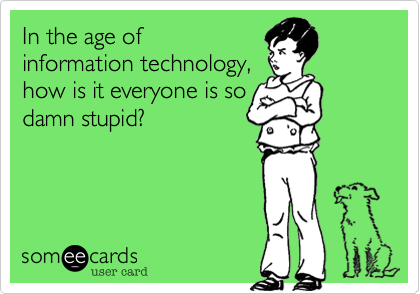 In the age of
information technology,
how is it everyone is so
damn stupid?
someecards
user card